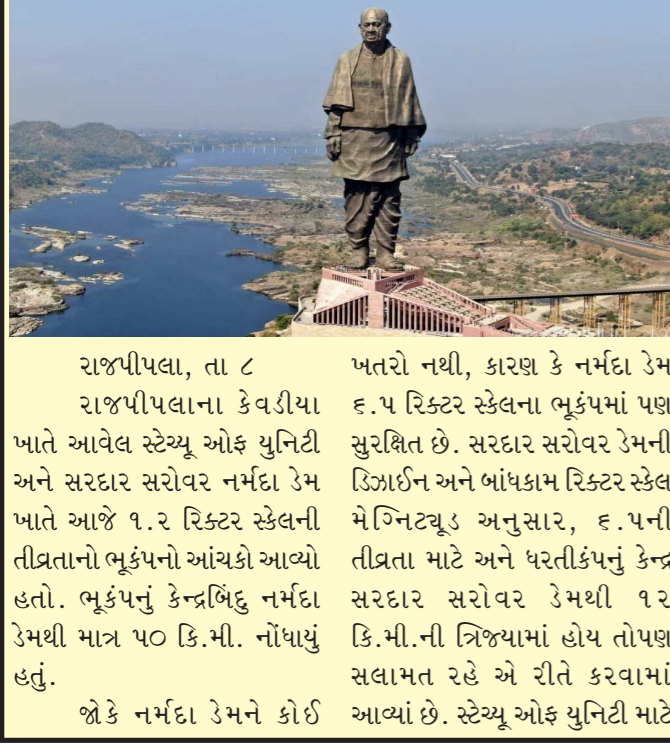 રાજપીપલા, તા ૮
રાજપીપલાના કેવડીયા
ખાતે આવેલ સ્ટેચ્યૂ ઓફ યુનિટી
અને સરદાર સરોવર નર્મદા ડેમ
ખાતે આજે ૧.૨ રિક્ટર સ્કેલની
તીવ્રતાનો ભૂકંપનો આંચકો આવ્યો
હતો. ભૂકંપનું કેન્દ્રબિંદુ નર્મદા
ડેમથી માત્ર ૫૦ કિ.મી. નોંધાયું
હતું.
જોકે નર્મદા ડેમને કોઈ
ખતરો નથી, કારણ કે નર્મદા ડેમ
૬.૫ રિક્ટર સ્કેલના ભૂકંપમાં પણ
સુરક્ષિત છે. સરદાર સરોવર ડેમની
ડિઝાઈન અને બાંધકામ રિક્ટર સ્કેલ
મેગ્નિટ્યૂડ અનુસાર, ૬.૫ની
તીવ્રતા માટે અને ધરતીકંપનું કેન્દ્ર
સરદાર સરોવર ડેમથી ૧૨
કિ.મી.ની ત્રિજ્યામાં હોય તોપણ
સલામત રહે એ રીતે કરવામાં
આવ્યાં છે. સ્ટેચ્યૂ ઓફ યુનિટી માટે